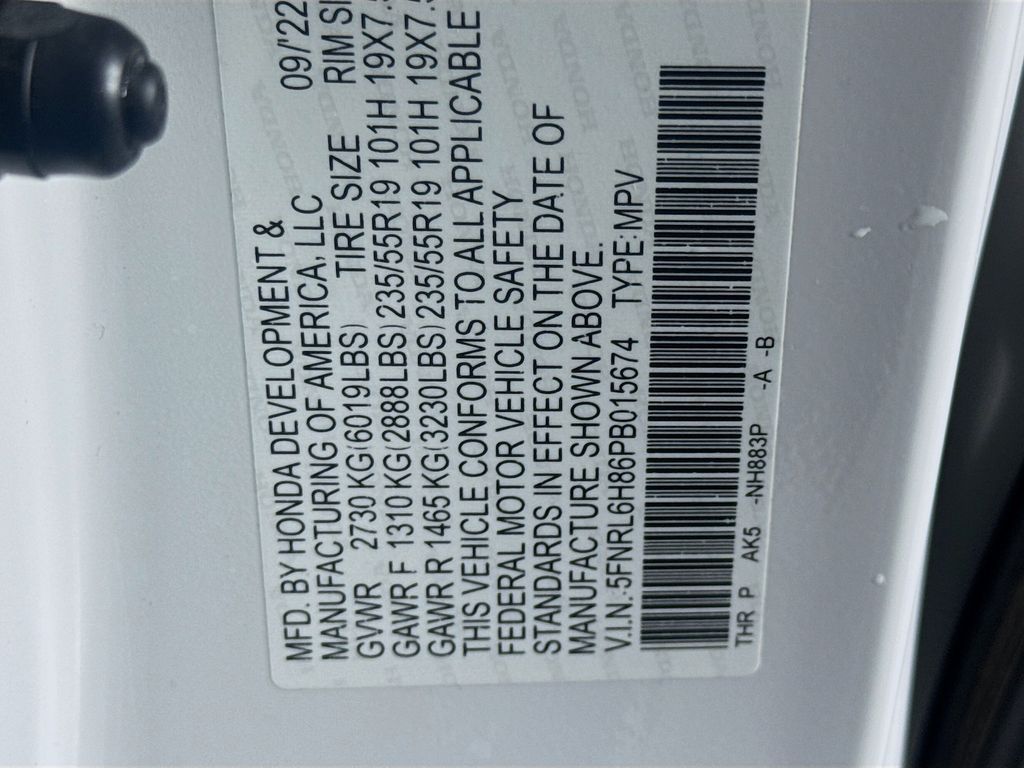 MFD. BY HONDA DEVELOPMENT & 09/'22
MANUFACTURING OF AMERICA, LLC
GVWR 2730 KG(6019LBS) TIRE SIZE RIM
GAWR F 1310 KG(2888LBS) 235/55R19 101H 19X7.
GAWR R 1465 KG(3230LBS) 235/55R19 101H 19X7.
THIS VEHICLE CONFORMS TO ALL APPLICABLE
FEDERAL MOTOR VEHICLE SAFETY
STANDARDS IN EFFECT ON THE DATE OF
MANUFACTURE SHOWN ABOVE.
V.I.N.:5FNRL6H86PB015674 TYPE:MPV
THR P AK5 -NH883P -A -B